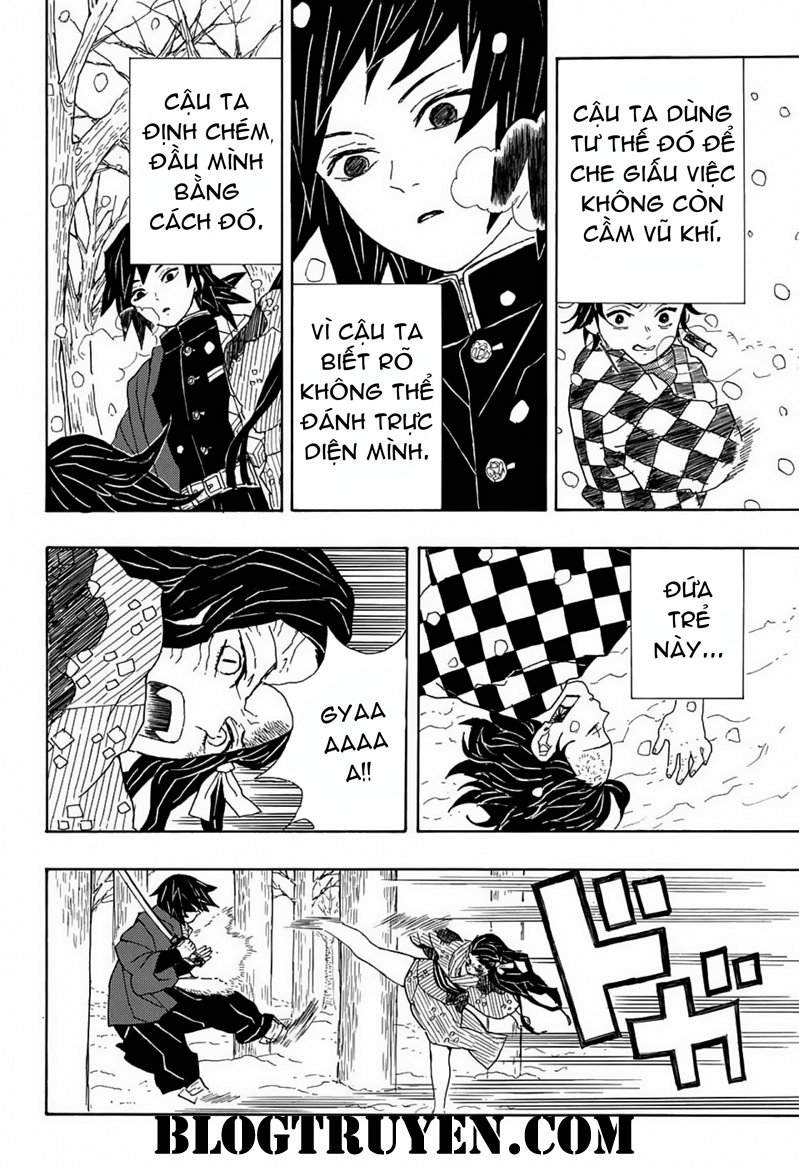 CẬU TA DÙNG
TƯ THẾ ĐÓ ĐỂ
CHE GIẤU VIỆC
KHÔNG CÒN
CẦM VŨ KHÍ.
VÌ CẬU TA
BIẾT RÕ
KHÔNG THỂ
ĐÁNH TRỰC
DIỆN MÌNH.
CẬU TA
ĐỊNH CHÉM
ĐẦU MÌNH
BẰNG
CÁCH ĐÓ.
ĐỨA
TRẺ
NÀY...
GYAA
AAAA
A!!
ドガ
BLOGTRUYEN.COM